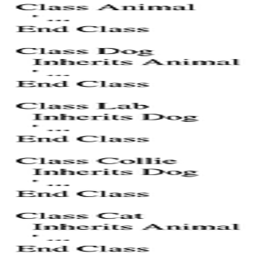 Class Animal
' ...
End Class
Class Dog
Inherits Animal
' ...
End Class
Class Lab
Inherits Dog
' ...
End Class
Class Collie
Inherits Dog
' ...
End Class
Class Cat
Inherits Animal
' ...
End Class